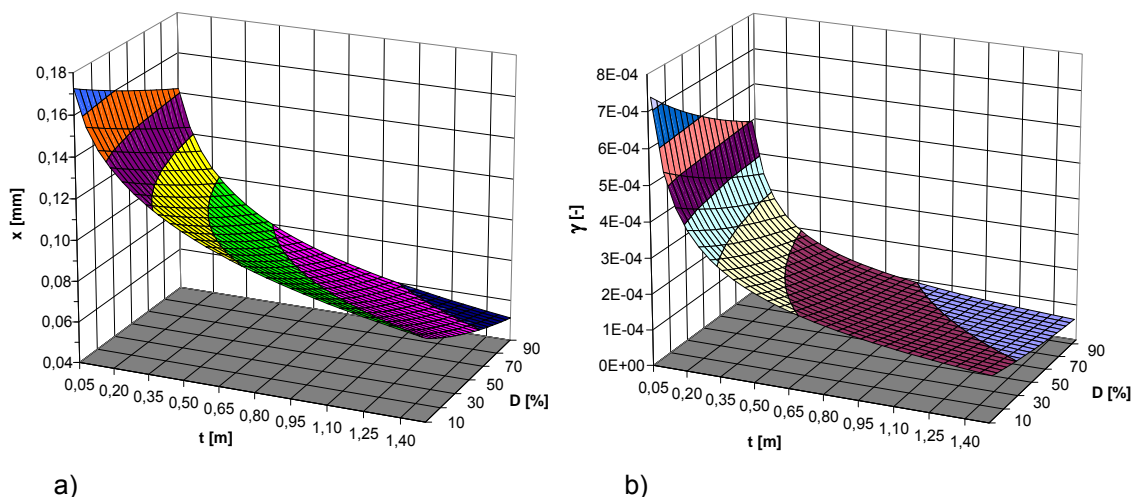 0,18
0,16
0,14
0,12
0,10
0,08
0,06
0,04
x [mm]
0,05
0,20
0,35
0,50
0,65
0,80
0,95
1,10
1,25
1,40
t [m]
10
30
50
70
90
D [%]
a)
8E-04
7E-04
6E-04
5E-04
4E-04
3E-04
2E-04
1E-04
0E+00
γ [-]
0,05
0,20
0,35
0,50
0,65
0,80
0,95
1,10
1,25
1,40
t [m]
10
30
50
70
90
D [%]
b)